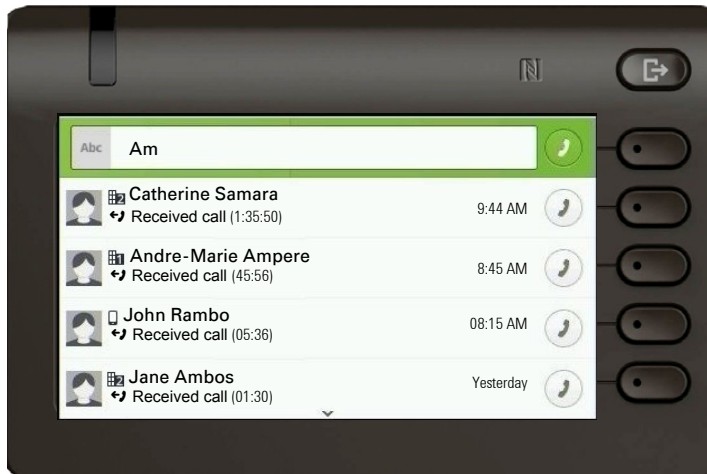 Abc Am
Catherine Samara
Received call (1:35:50) 9:44 AM
Andre-Marie Ampere
Received call (45:56) 8:45 AM
John Rambo
Received call (05:36) 08:15 AM
Jane Ambos
Received call (01:30) Yesterday